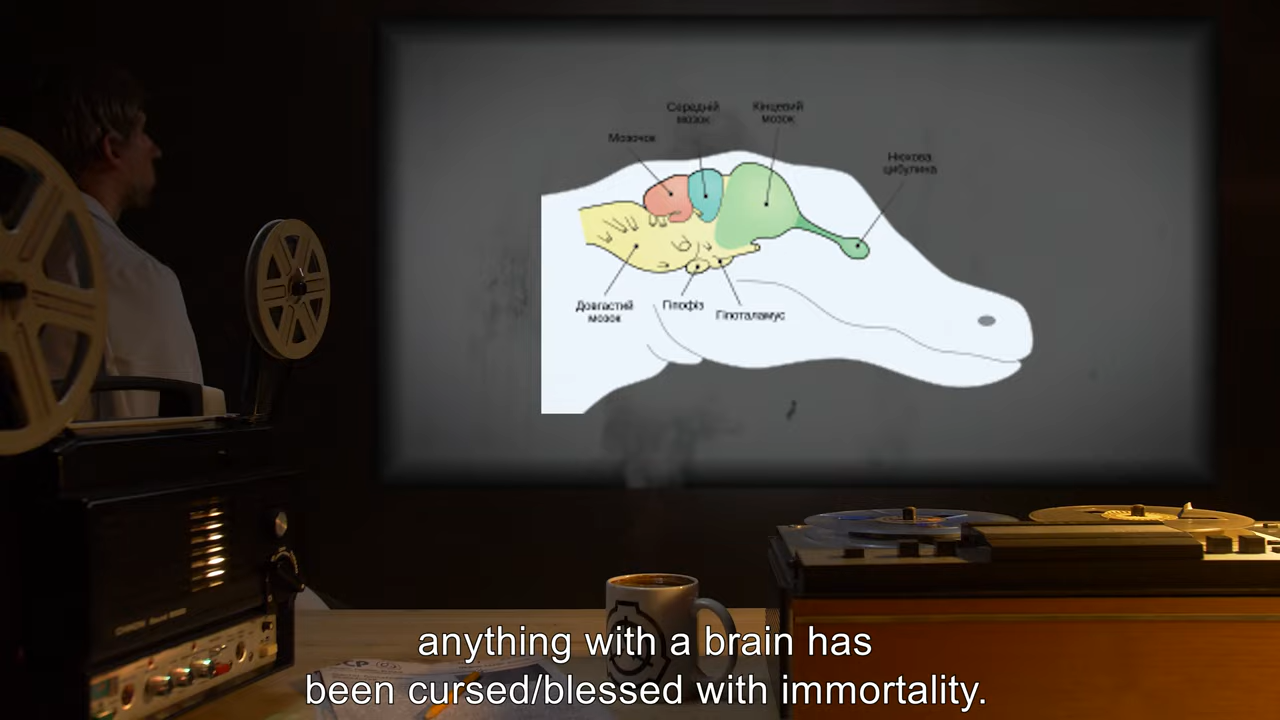 Середній
мозок
Кінцевий
мозок
Мозочок
Нюхова
цибулина
Довгастий
мозок
Гіпофіз
Гіпоталамус
anything with a brain has
been cursed/blessed with immortality.